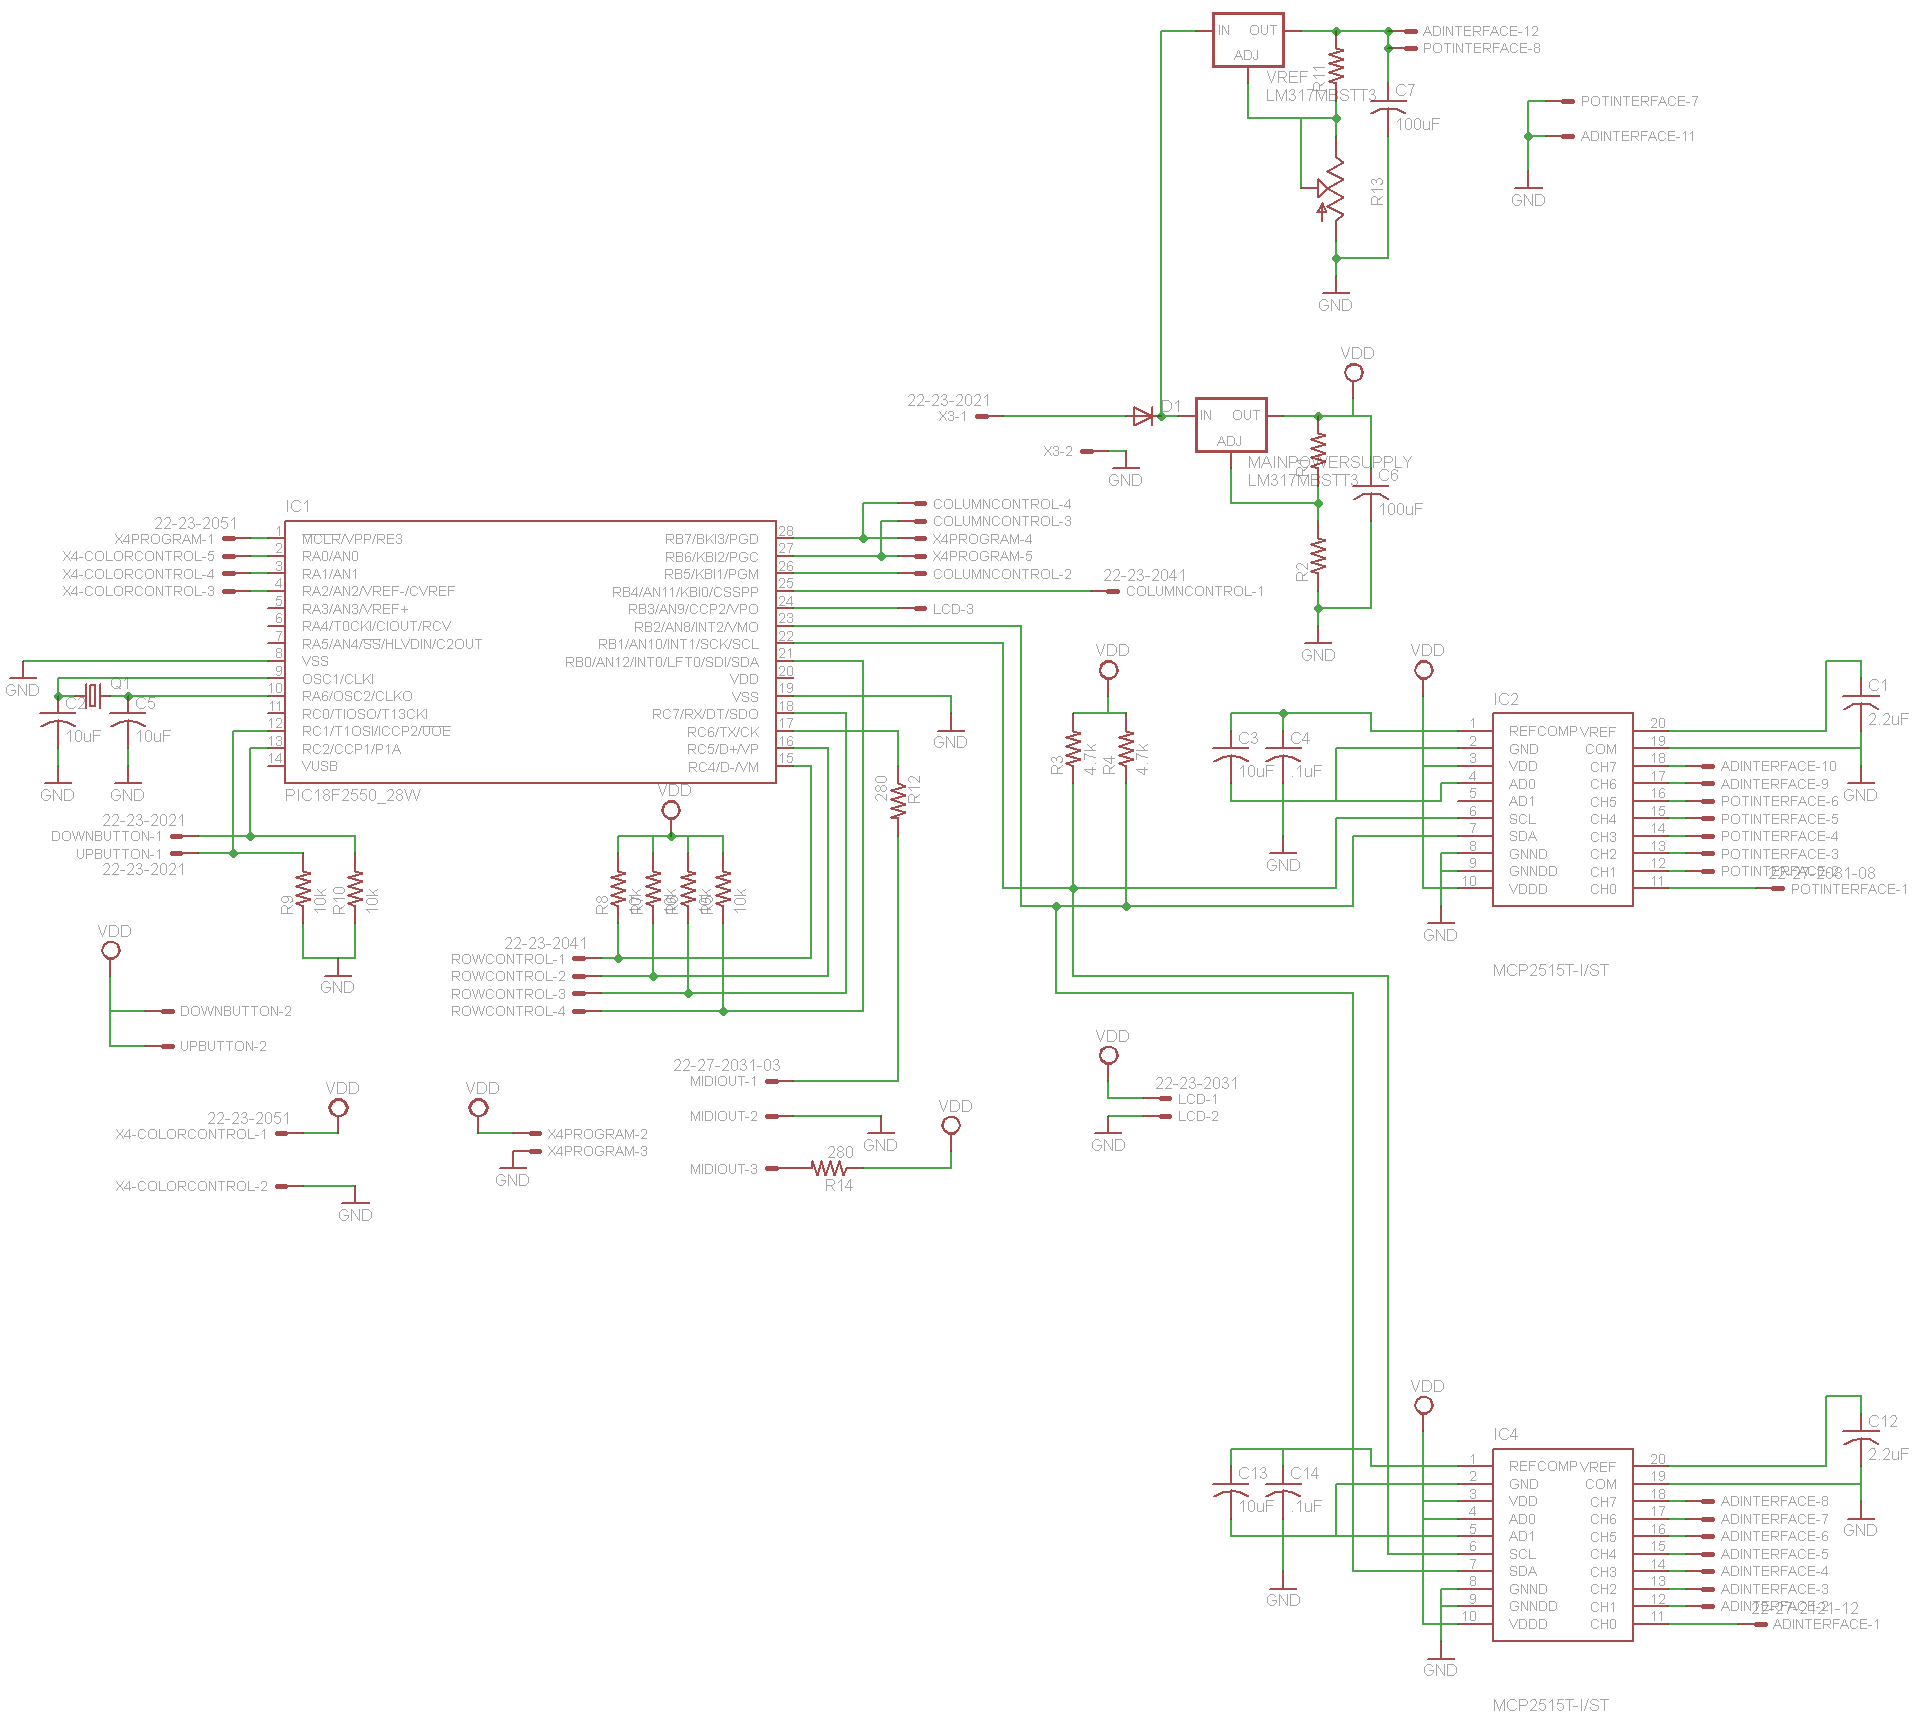 IN OUT
ADJ
ADINTERFACE-12
POTINTERFACE-8
R11
VREF
LM317MBSTT3
C7
100uF
POTINTERFACE-7
ADINTERFACE-11
GND
R13
GND
VDD
22-23-2021
X3-1
D1
IN OUT
ADJ
X3-2
GND
MAINPOWERSUPPLY
LM317MBSTT3
C6
100uF
R2
GND
IC1
22-23-2051
X4PROGRAM-1
X4-COLORCONTROL-5
X4-COLORCONTROL-4
X4-COLORCONTROL-3
1 MCLR/VPP/RE3
2 RA0/AN0
3 RA1/AN1
4 RA2/AN2/VREF-/CVREF
5 RA3/AN3/VREF+
6 RA4/T0CKI/CIOUT/RCV
7 RA5/AN4/SS/HLVDIN/C2OUT
8 VSS
9 OSC1/CLKI
10 RA6/OSC2/CLKO
11 RC0/TIOSO/T13CKI
12 RC1/T1OSI/ICCP2/UOE
13 RC2/CCP1/P1A
14 VUSB
RB7/BKI3/PGD 28
RB6/KBI2/PGC 27
RB5/KBI1/PGM 26
RB4/AN11/KBI0/CSSPP 25
RB3/AN9/CCP2/VPO 24
RB2/AN8/INT2/VMO 23
RB1/AN10/INT1/SCK/SCL 22
RB0/AN12/INT0/LFT0/SDI/SDA 21
VDD 20
VSS 19
RC7/RX/DT/SDO 18
RC6/TX/CK 17
RC5/D+/VP 16
RC4/D-/VM 15
PIC18F2550_28W
COLUMNCONTROL-4
COLUMNCONTROL-3
X4PROGRAM-4
X4PROGRAM-5
COLUMNCONTROL-2
22-23-2041
COLUMNCONTROL-1
LCD-3
GND
Q1
C2
10uF
C5
10uF
GND
GND
GND
22-23-2021
DOWNBUTTON-1
UPBUTTON-1
22-23-2021
R9
10k
R10
10k
GND
VDD
DOWNBUTTON-2
UPBUTTON-2
VDD
R8
R7
10k
22-23-2041
ROWCONTROL-1
ROWCONTROL-2
ROWCONTROL-3
ROWCONTROL-4
280
R12
VDD
22-23-2051
X4-COLORCONTROL-1
X4-COLORCONTROL-2
GND
VDD
X4PROGRAM-2
X4PROGRAM-3
GND
22-27-2031-03
MIDIOUT-1
MIDIOUT-2
GND
MIDIOUT-3
280
R14
VDD
VDD
22-23-2031
LCD-1
LCD-2
GND
VDD
R3
4.7k
R4
4.7k
VDD
C3
10uF
C4
.1uF
GND
IC2
1 REFCOMP
2 GND
3 VDD
4 AD0
5 AD1
6 SCL
7 SDA
8 GNND
9 GNNDD
10 VDDD
VREF 20
COM 19
CH7 18
CH6 17
CH5 16
CH4 15
CH3 14
CH2 13
CH1 12
CH0 11
C1
2.2uF
GND
ADINTERFACE-10
ADINTERFACE-9
POTINTERFACE-6
POTINTERFACE-5
POTINTERFACE-4
POTINTERFACE-3
POTINTERFACE-2
22-27-2081-08
POTINTERFACE-1
GND
MCP2515T-I/ST
VDD
C13
10uF
C14
.1uF
GND
IC4
1 REFCOMP
2 GND
3 VDD
4 AD0
5 AD1
6 SCL
7 SDA
8 GNND
9 GNNDD
10 VDDD
VREF 20
COM 19
CH7 18
CH6 17
CH5 16
CH4 15
CH3 14
CH2 13
CH1 12
CH0 11
C12
2.2uF
GND
ADINTERFACE-8
ADINTERFACE-7
ADINTERFACE-6
ADINTERFACE-5
ADINTERFACE-4
ADINTERFACE-3
ADINTERFACE-2
22-27-2121-12
ADINTERFACE-1
GND
MCP2515T-I/ST